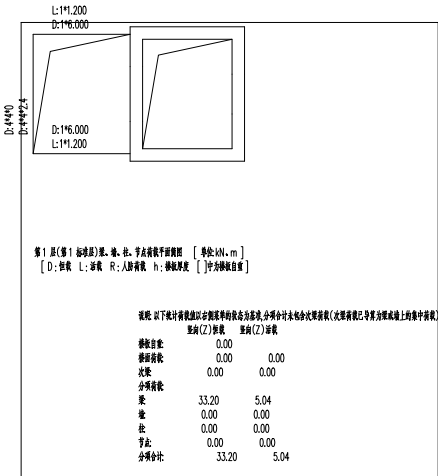 L:1*1.200
D:1*6.000
D:4*4*0
D:4*4*2.4
D:1*6.000
L:1*1.200
第1层(第1标准层)梁、墙、柱、节点荷载平面简图 [单位:kN、m]
[D:恒载 L:活载 R:人防荷载 h:楼板厚度 [ ]中为楼板自重]
说明:以下统计荷载值以右侧菜单的状态为基准,分项合计未包含次梁荷载(次梁荷载已导算为梁或墙上的集中荷载)
竖向(Z)恒载 竖向(Z)活载
楼板自重: 0.00
楼面荷载: 0.00 0.00
次梁: 0.00 0.00
分项荷载:
梁: 33.20 5.04
墙: 0.00 0.00
柱: 0.00 0.00
节点: 0.00 0.00
分项合计: 33.20 5.04